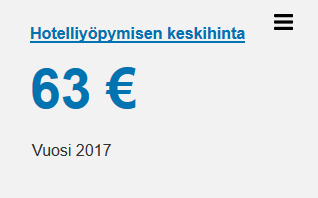 Hotelliyöpymisen keskihinta
63 €
Vuosi 2017